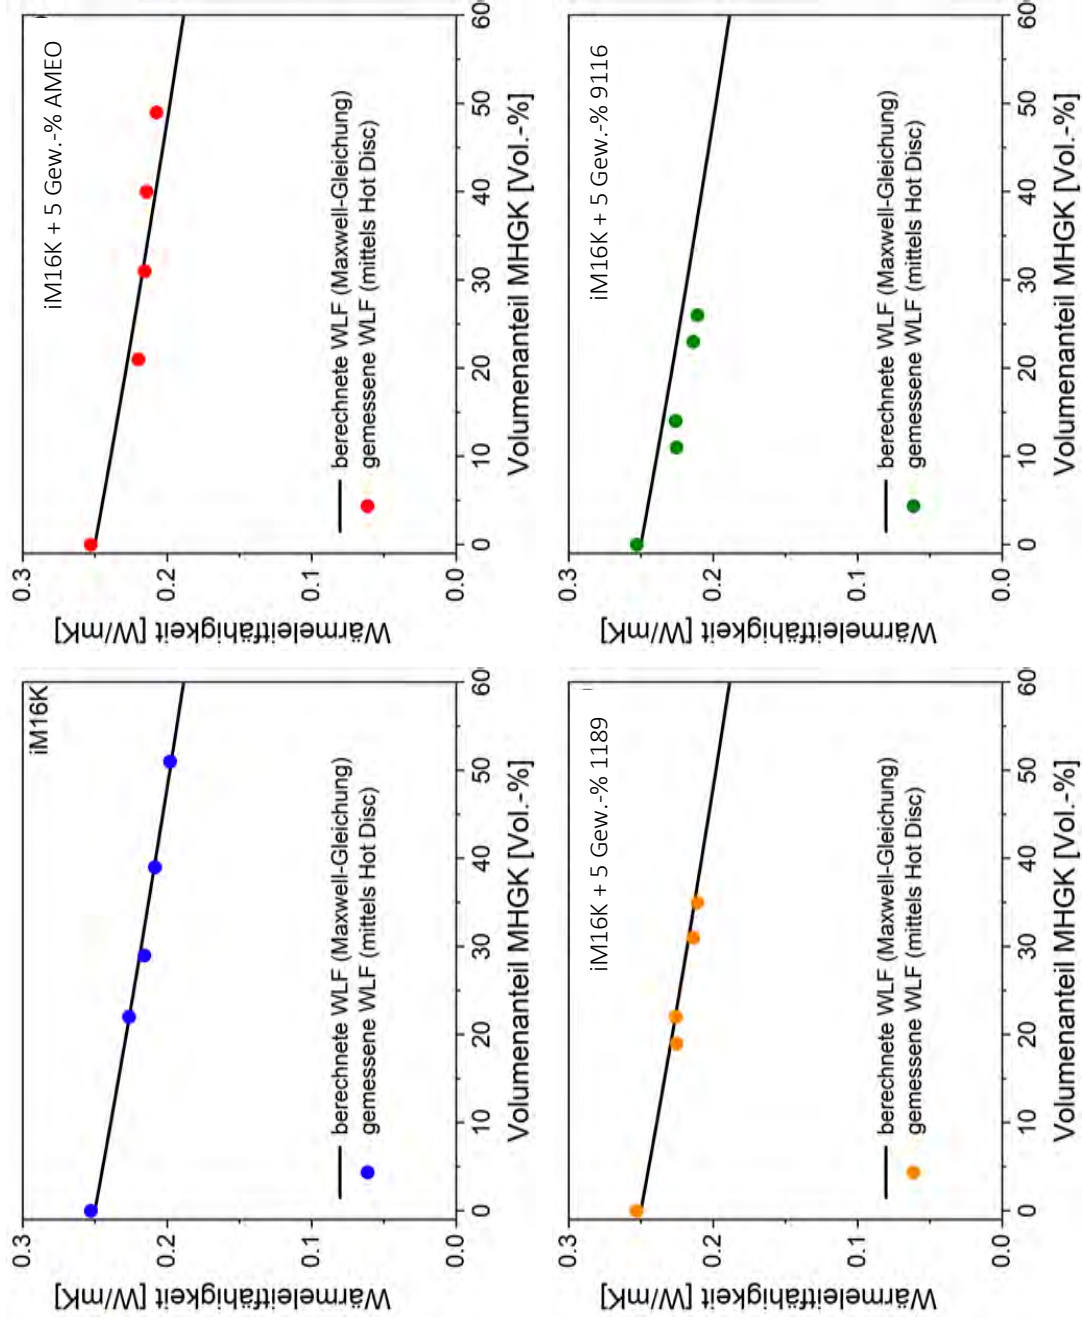 iM16K
0.3
0.2
0.1
0.0
Wärmeleitfähigkeit [W/mK]
berechnete WLF (Maxwell-Gleichung)
gemessene WLF (mittels Hot Disc)
0 10 20 30 40 50 60
Volumenanteil MHGK [Vol.-%]
iM16K + 5 Gew.-% AMEO
0.3
0.2
0.1
0.0
Wärmeleitfähigkeit [W/mK]
berechnete WLF (Maxwell-Gleichung)
gemessene WLF (mittels Hot Disc)
0 10 20 30 40 50 60
Volumenanteil MHGK [Vol.-%]
iM16K + 5 Gew.-% 1189
0.3
0.2
0.1
0.0
Wärmeleitfähigkeit [W/mK]
berechnete WLF (Maxwell-Gleichung)
gemessene WLF (mittels Hot Disc)
0 10 20 30 40 50 60
Volumenanteil MHGK [Vol.-%]
iM16K + 5 Gew.-% 9116
0.3
0.2
0.1
0.0
Wärmeleitfähigkeit [W/mK]
berechnete WLF (Maxwell-Gleichung)
gemessene WLF (mittels Hot Disc)
0 10 20 30 40 50 60
Volumenanteil MHGK [Vol.-%]